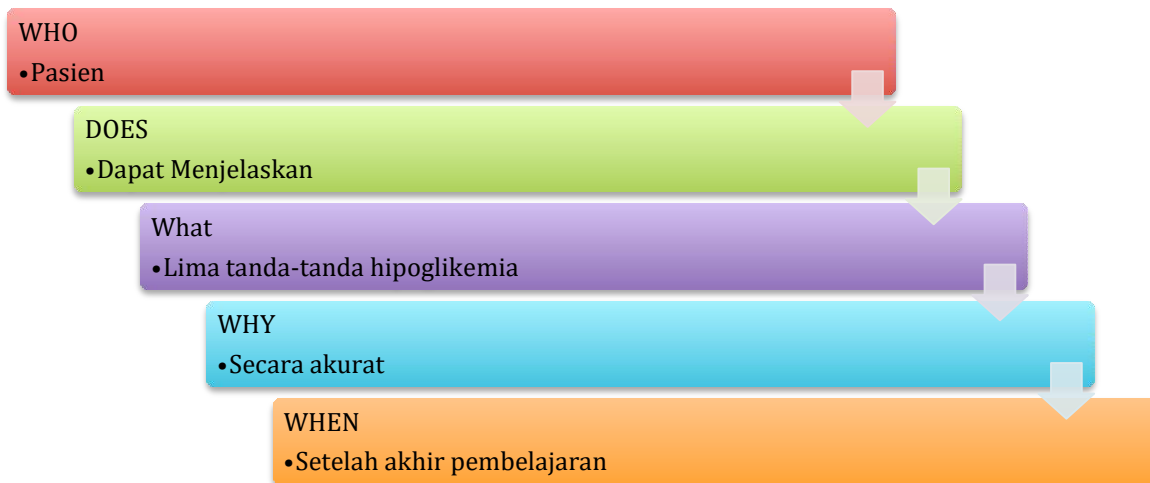 WHO
•Pasien
DOES
•Dapat Menjelaskan
What
•Lima tanda-tanda hipoglikemia
WHY
•Secara akurat
WHEN
•Setelah akhir pembelajaran